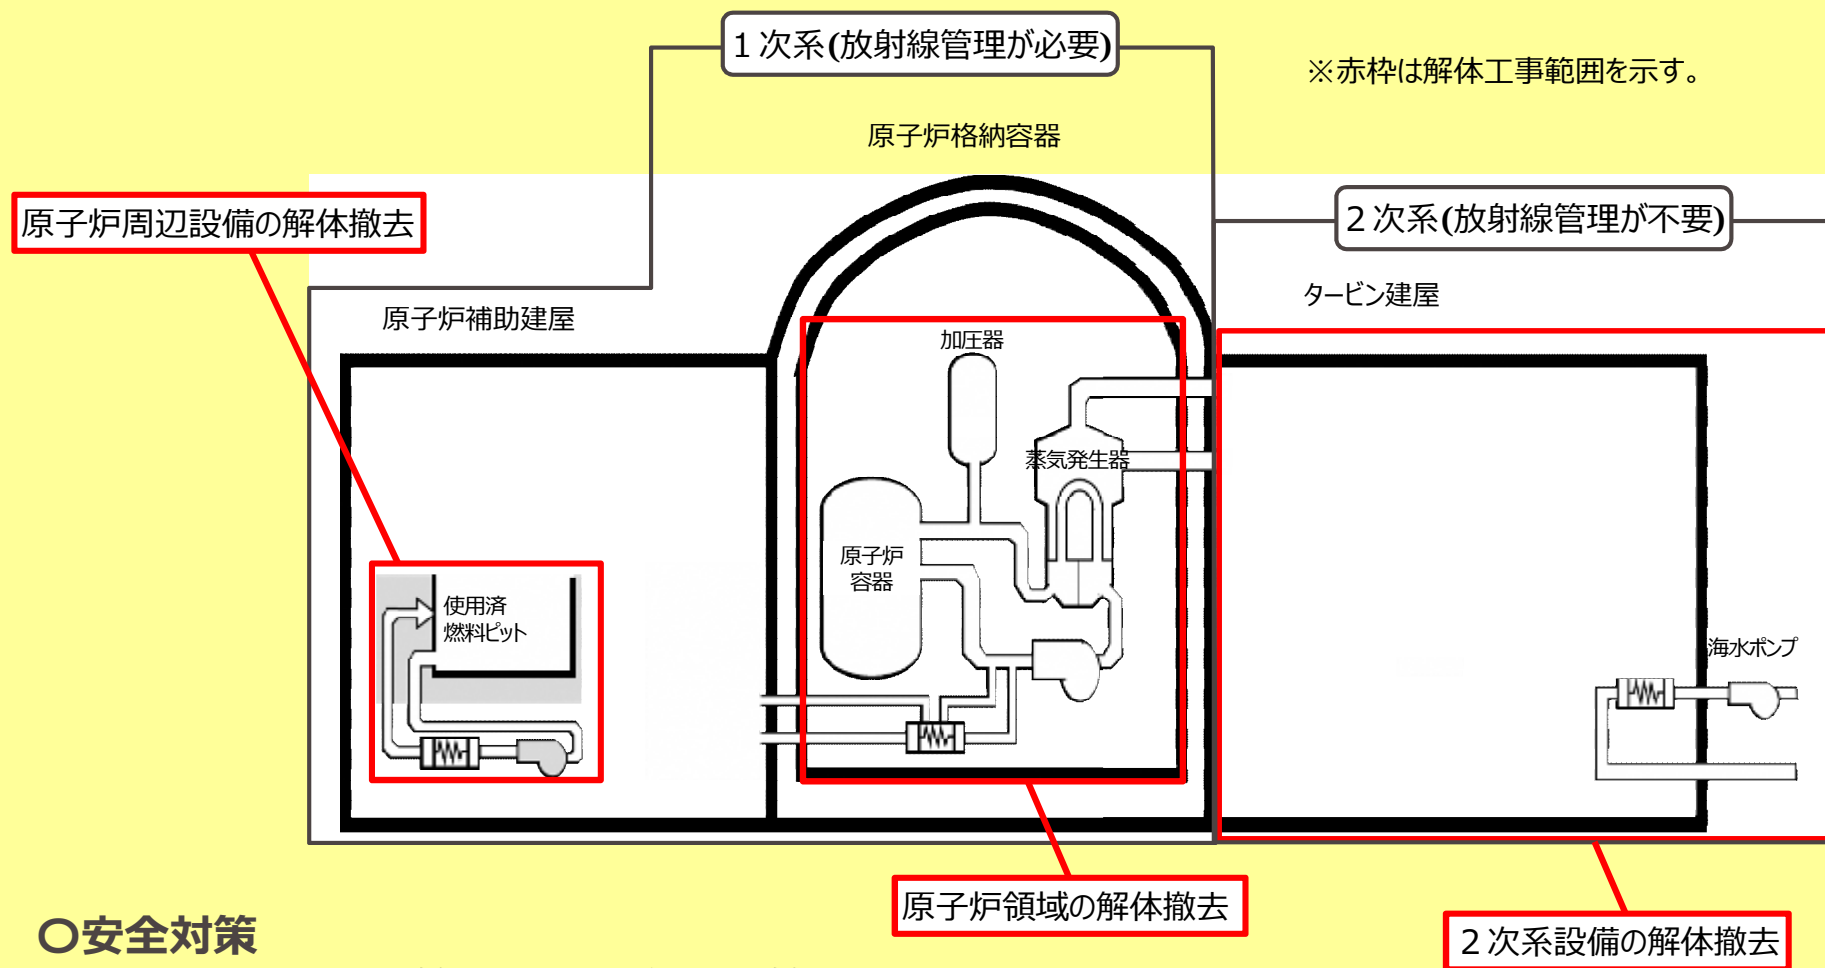 １次系(放射線管理が必要)
※赤枠は解体工事範囲を示す。
原子炉格納容器
原子炉周辺設備の解体撤去
２次系(放射線管理が不要)
タービン建屋
原子炉補助建屋
加圧器
蒸気発生器
原子炉
容器
使用済
燃料ピット
海水ポンプ
原子炉領域の解体撤去
２次系設備の解体撤去
〇安全対策